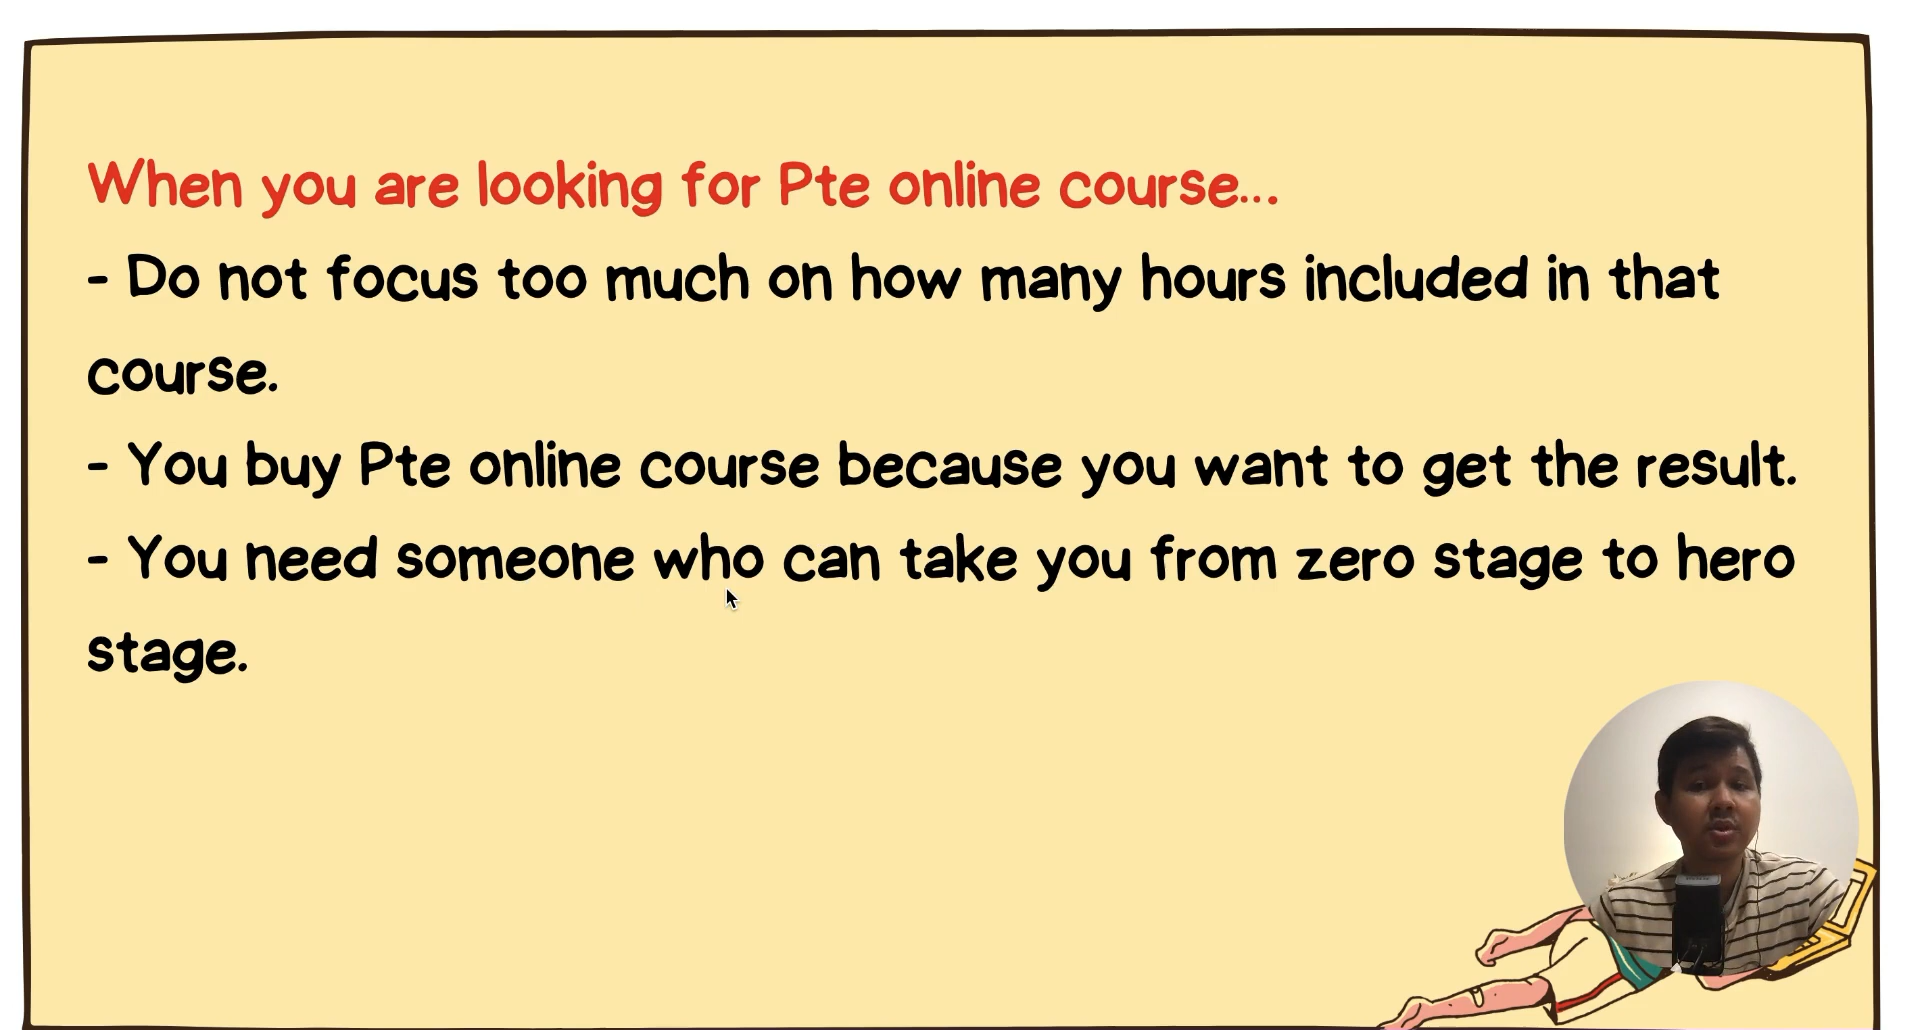 When you are looking for Pte online course...
- Do not focus too much on how many hours included in that
course.
- You buy Pte online course because you want to get the result.
- You need someone who can take you from zero stage to hero
stage.